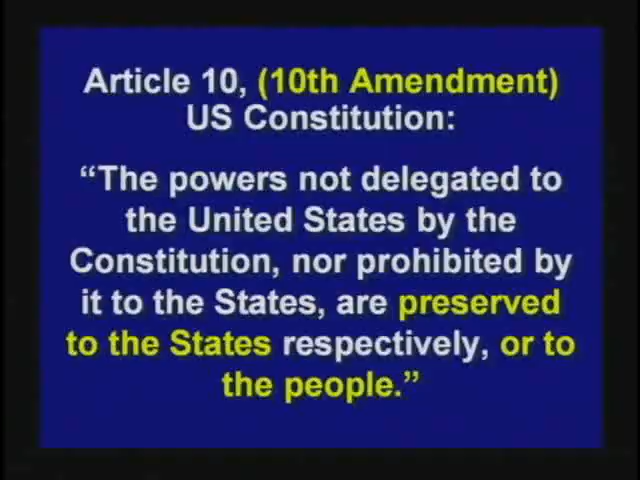 Article 10, (10th Amendment)
US Constitution:
“The powers not delegated to
the United States by the
Constitution, nor prohibited by
it to the States, are preserved
to the States respectively, or to
the people.”